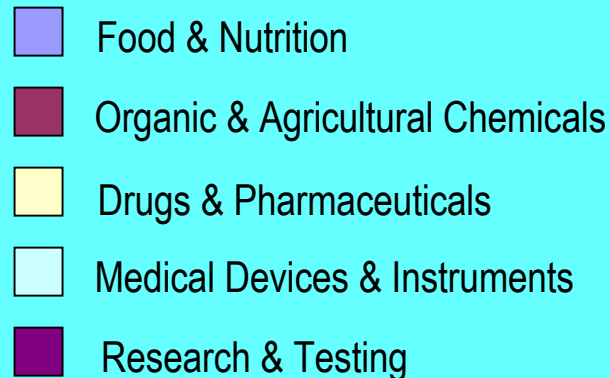 Food & Nutrition
Organic & Agricultural Chemicals
Drugs & Pharmaceuticals
Medical Devices & Instruments
Research & Testing